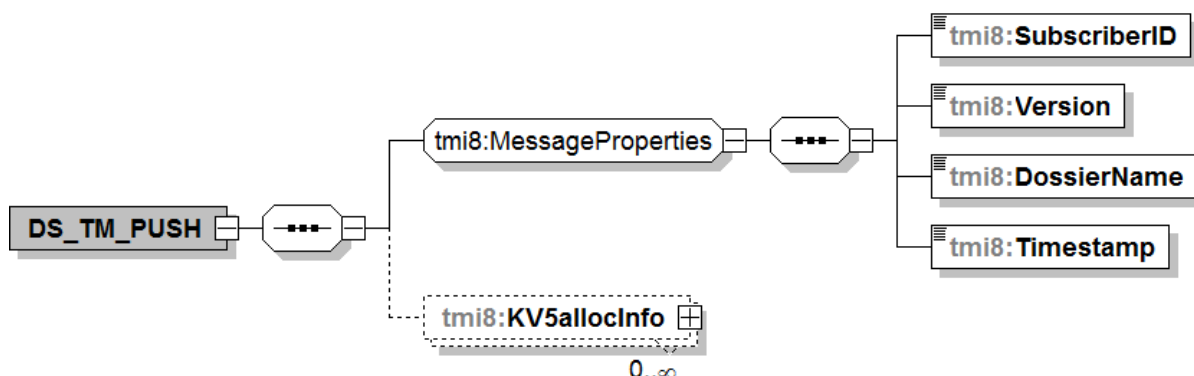 tmi8:SubscriberID
tmi8:Version
tmi8:MessageProperties
tmi8:DossierName
DS_TM_PUSH
tmi8:Timestamp
tmi8:KV5allocInfo
0..∞